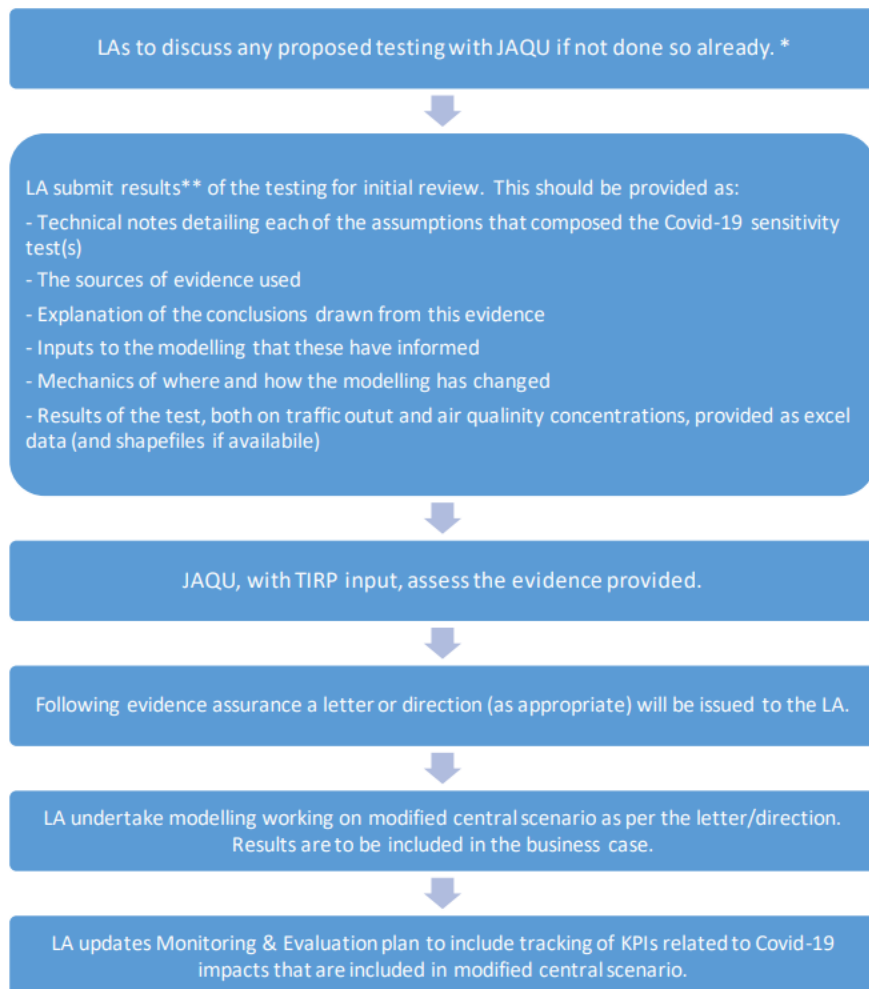 LAs to discuss any proposed testing with JAQU if not done so already. *
LA submit results** of the testing for initial review.  This should be provided as:
- Technical notes detailing each of the assumptions that composed the Covid-19 sensitivity
test(s)
- The sources of evidence used
- Explanation of the conclusions drawn from this evidence
- Inputs to the modelling that these have informed
- Mechanics of where and how the modelling has changed
- Results of the test, both on traffic outut and air qualinity concentrations, provided as excel
data (and shapefiles if availabile)
JAQU, with TIRP input, assess the evidence provided.
Following evidence assurance a letter or direction (as appropriate) will be issued to the LA.
LA undertake modelling working on modified central scenario as per the letter/direction.
Results are to be included in the business case.
LA updates Monitoring & Evaluation plan to include tracking of KPIs related to Covid-19
impacts that are included in modified central scenario.